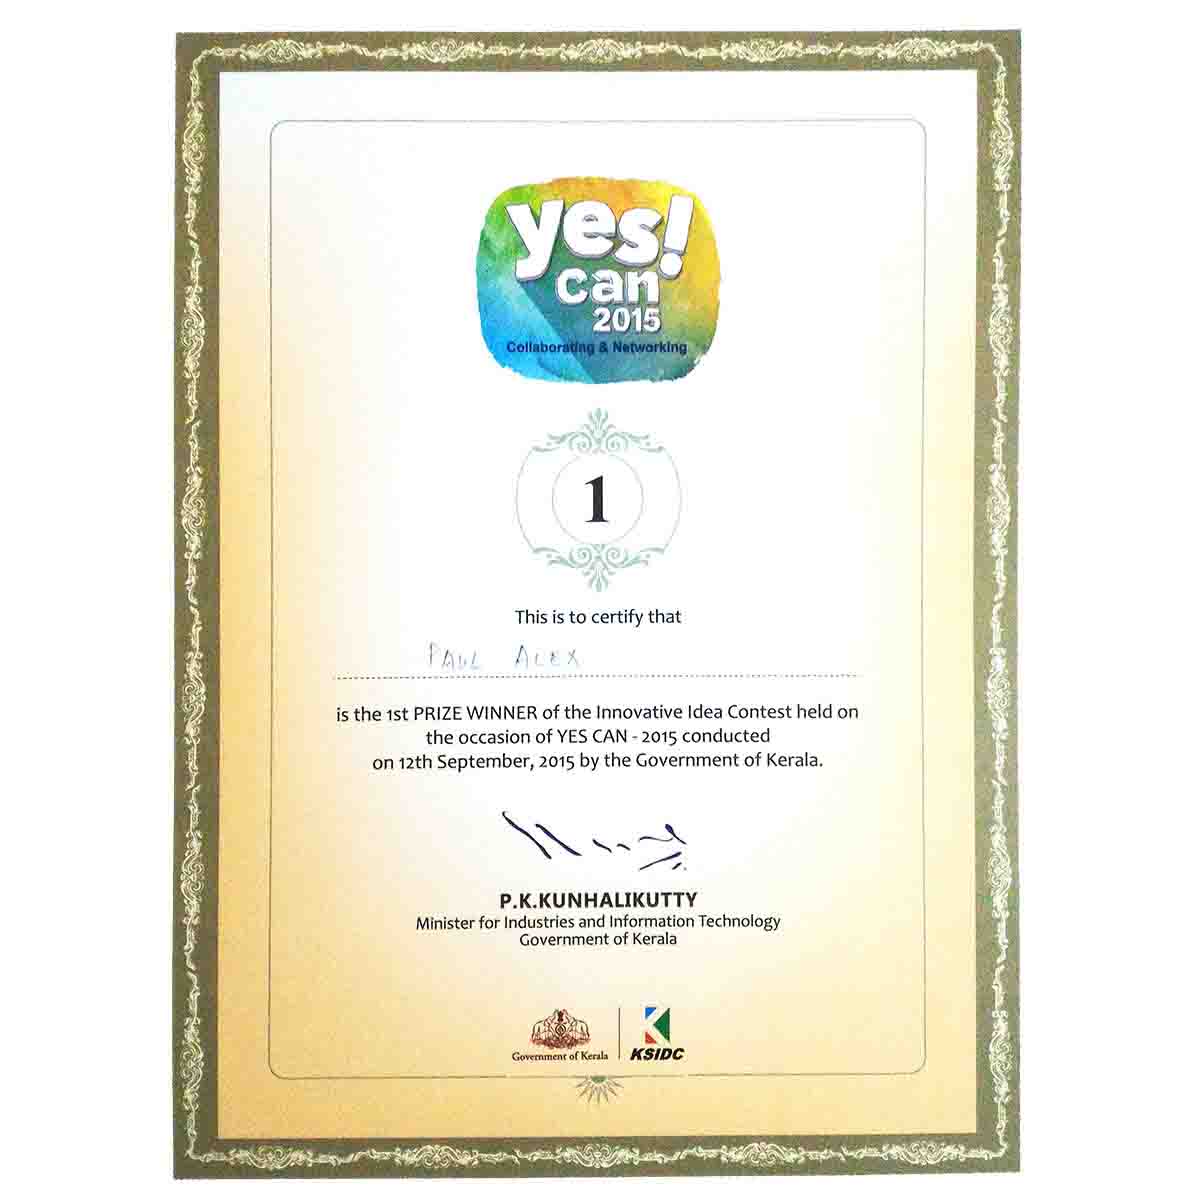 yes!
can
2015
Collaborating & Networking
1
This is to certify that
PAUL ALEX
is the 1st PRIZE WINNER of the Innovative Idea Contest held on
the occasion of YES CAN - 2015 conducted
on 12th September, 2015 by the Government of Kerala.
P.K.KUNHALIKUTTY
Minister for Industries and Information Technology
Government of Kerala
Government of Kerala
KSIDC